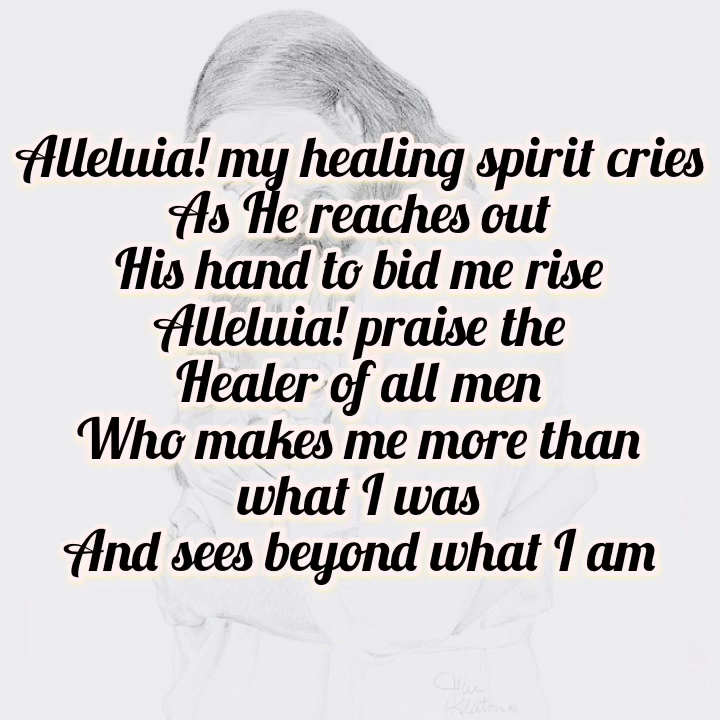 Alleluia! my healing spirit cries
As He reaches out
His hand to bid me rise
Alleluia! praise the
Healer of all men
Who makes me more than
what I was
And sees beyond what I am